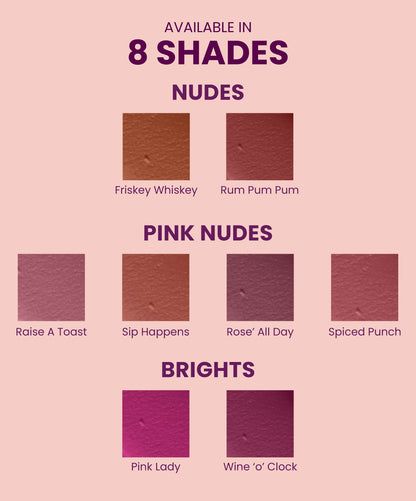 AVAILABLE IN
8 SHADES
NUDES
Friskey Whiskey
Rum Pum Pum
PINK NUDES
Raise A Toast
Sip Happens
Rose’ All Day
Spiced Punch
BRIGHTS
Pink Lady
Wine ‘o’ Clock